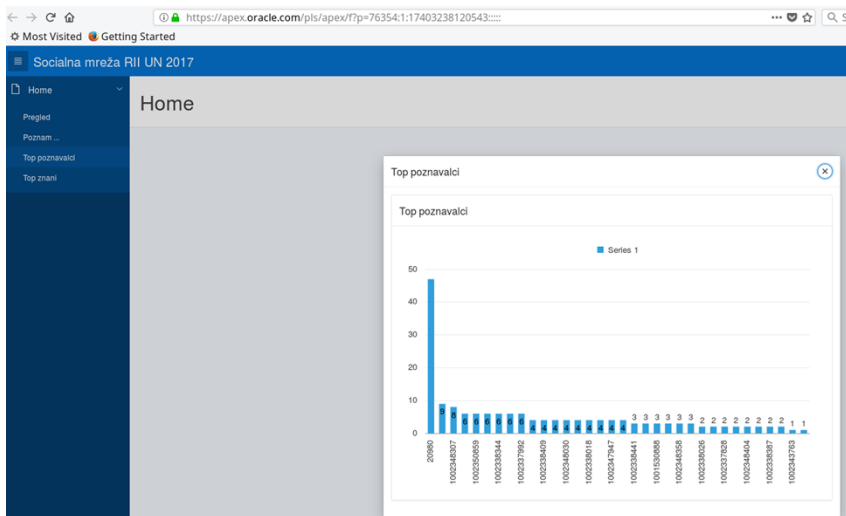 https://apex.oracle.com/pls/apex/f?p=76354:1:17403238120543:::::
Most Visited Getting Started
Socialna mreža RII UN 2017
Home
Pregled
Poznam ...
Top poznavalci
Top znani
Home
Top poznavalci
Top poznavalci
Series 1
50
40
30
20
10
0
9 8 6 6 6 6 6 6 4 4 4 4 4 4 4 4 4 3 3 3 3 3 3 2 2 2 2 2 2 2 2 1 1
20980
1002348307
1002350859
1002338344
1002337992
1002338409
1002348030
1002338018
1002347947
1002338441
1001530888
1002348358
1002338026
1002337828
1002348404
1002338387
1002343763